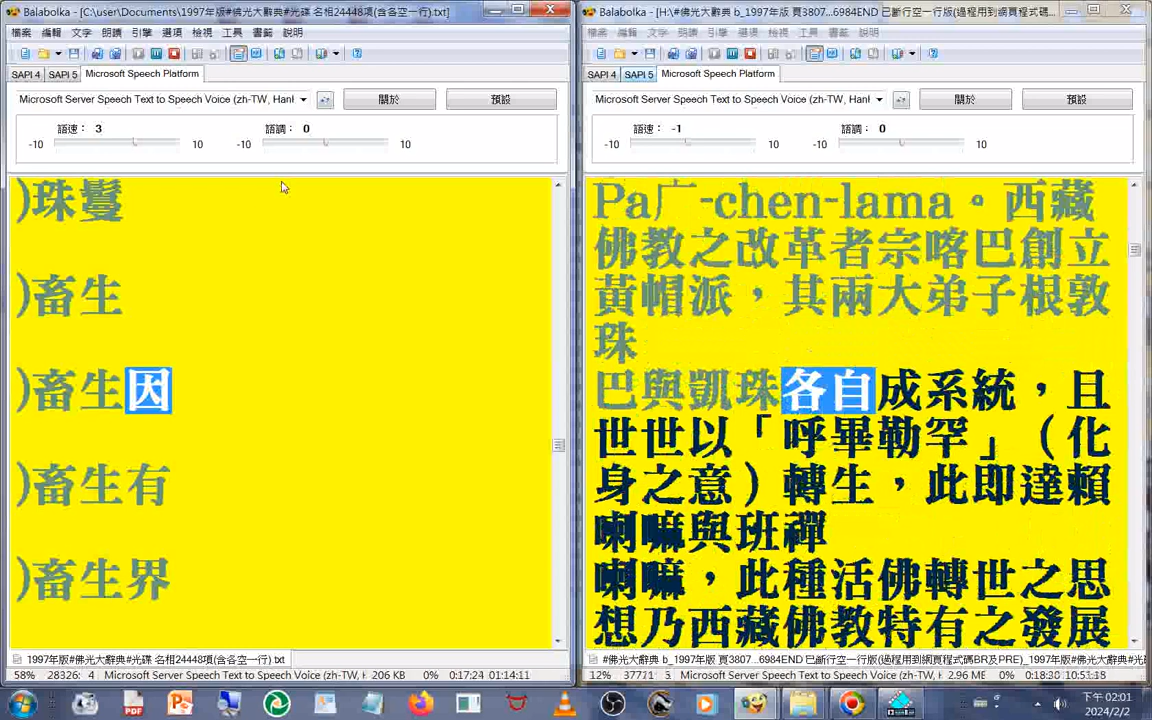 Balabolka - [C:\user\Documents\1997年版#佛光大辭典#光碟 名相24448項(含各空一行).txt]
檔案 編輯 文字 朗讀 引擎 選項 檢視 工具 書籤 說明
SAPI 4 SAPI 5 Microsoft Speech Platform
Microsoft Server Speech Text to Speech Voice (zh-TW, Hanl
關於 預設
語速： 3 語調： 0
-10 10 -10 10
)珠鬘
)畜生
)畜生因
)畜生有
)畜生界
1997年版#佛光大辭典#光碟 名相24448項(含各空一行).txt
58% 28326: 4 Microsoft Server Speech Text to Speech Voice (zh-TW, H 206 KB 0% 0:17:24 01:14:11
Balabolka - [H:\#佛光大辭典 b_1997年版 頁3807...6984END 已斷行空一行版(過程用到網頁程式碼
檔案 編輯 文字 朗讀 引擎 選項 檢視 工具 書籤 說明
SAPI 4 SAPI 5 Microsoft Speech Platform
Microsoft Server Speech Text to Speech Voice (zh-TW, Hanl
關於 預設
語速： -1 語調： 0
-10 10 -10 10
Pa广-chen-lama。西藏
佛教之改革者宗喀巴創立
黃帽派，其兩大弟子根敦
珠
巴與凱珠各自成系統，且
世世以「呼畢勒罕」（化
身之意）轉生，此即達賴
喇嘛與班禪
喇嘛，此種活佛轉世之思
想乃西藏佛教特有之發展
#佛光大辭典 b_1997年版 頁3807...6984END 已斷行空一行版(過程用到網頁程式碼BR及PRE)_1997年版#佛光
12% Microsoft Server Speech Text to Speech Voice (zh-TW, H 2.96 ME 0%
下午 02:01
2024/2/2